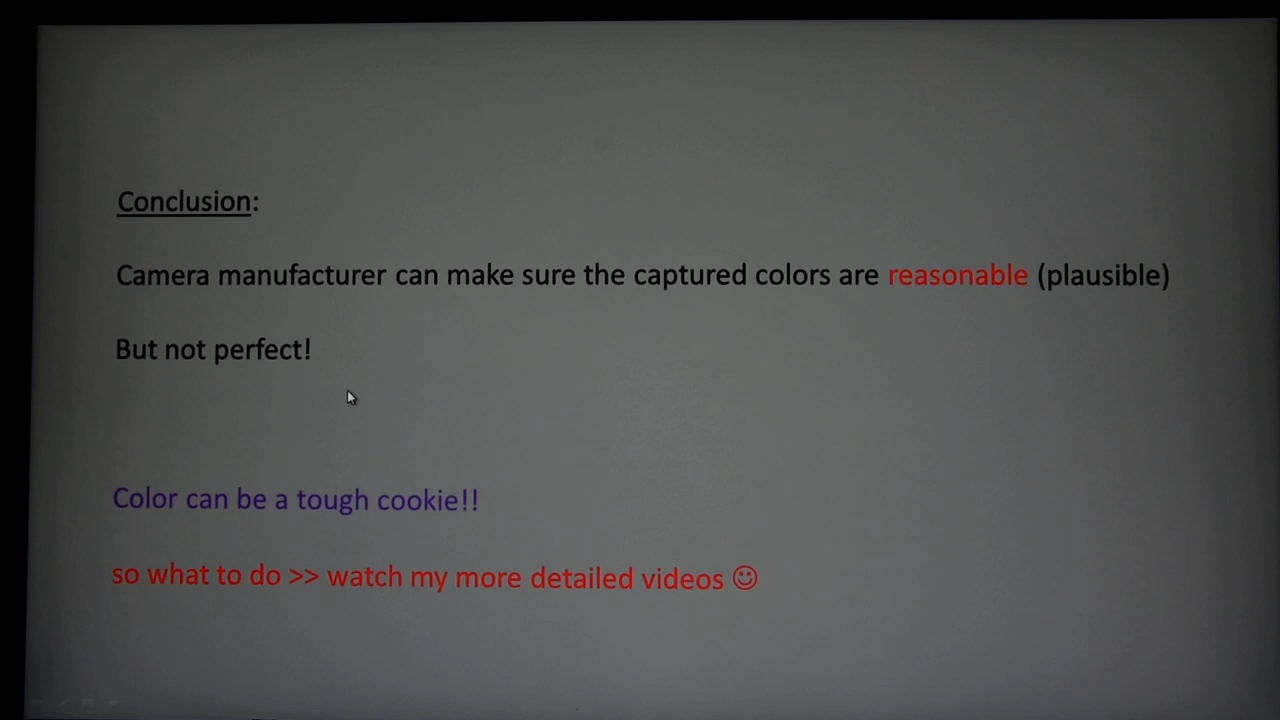 Conclusion:
Camera manufacturer can make sure the captured colors are reasonable (plausible)
But not perfect!
Color can be a tough cookie!!
so what to do >> watch my more detailed videos ☺